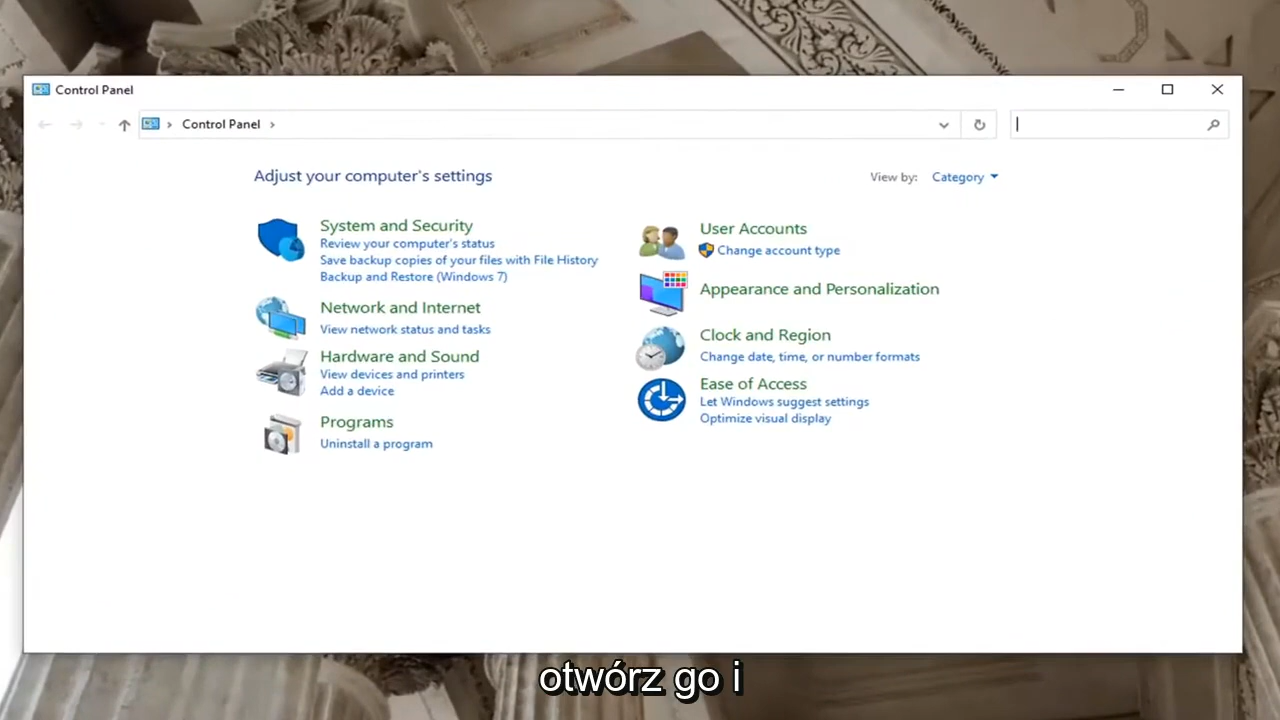 Control Panel
Control Panel
Adjust your computer's settings
View by: Category
System and Security
Review your computer's status
Save backup copies of your files with File History
Backup and Restore (Windows 7)
Network and Internet
View network status and tasks
Hardware and Sound
View devices and printers
Add a device
Programs
Uninstall a program
User Accounts
Change account type
Appearance and Personalization
Clock and Region
Change date, time, or number formats
Ease of Access
Let Windows suggest settings
Optimize visual display
otwórz go i